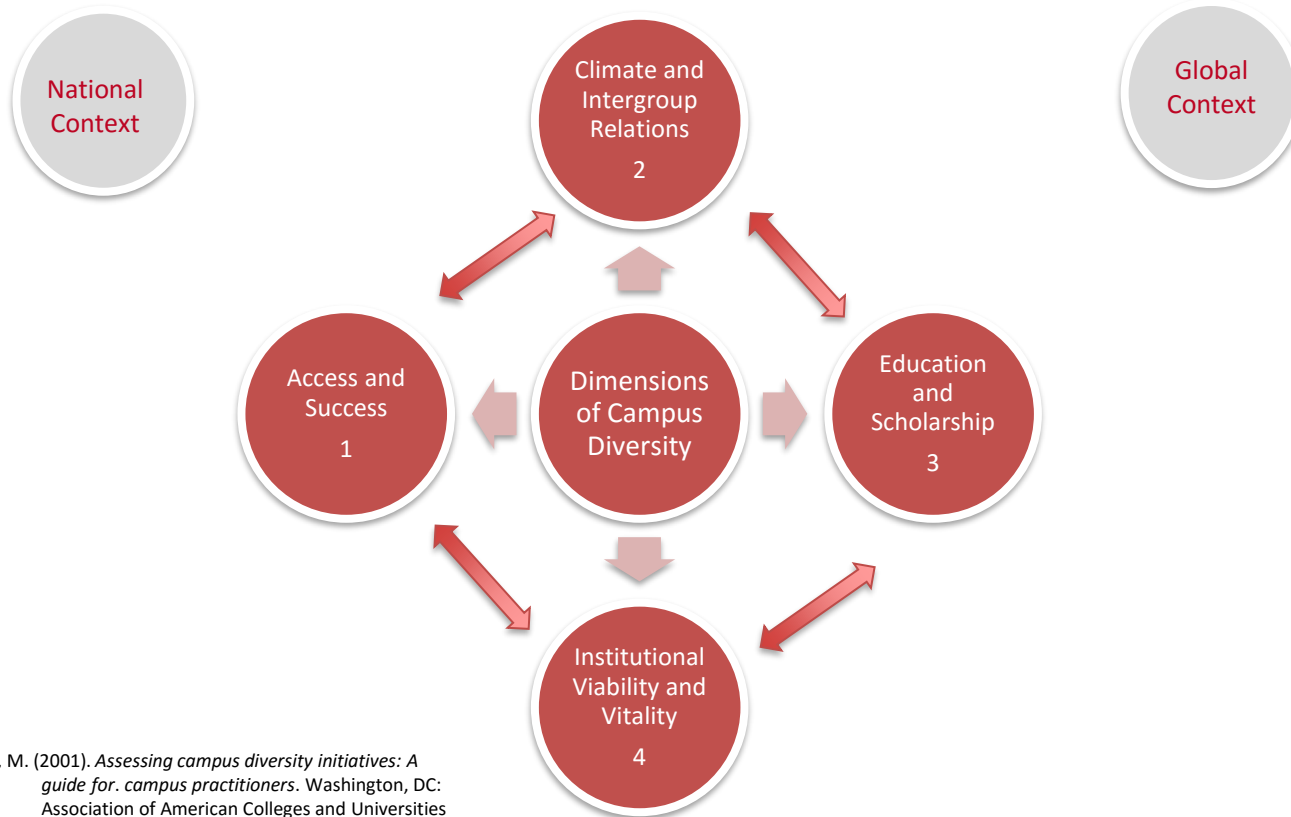 National
Context
Climate and
Intergroup
Relations
2
Global
Context
Access and
Success
1
Dimensions
of Campus
Diversity
Education
and
Scholarship
3
Institutional
Viability and
Vitality
4
, M. (2001). Assessing campus diversity initiatives: A
guide for. campus practitioners. Washington, DC:
Association of American Colleges and Universities